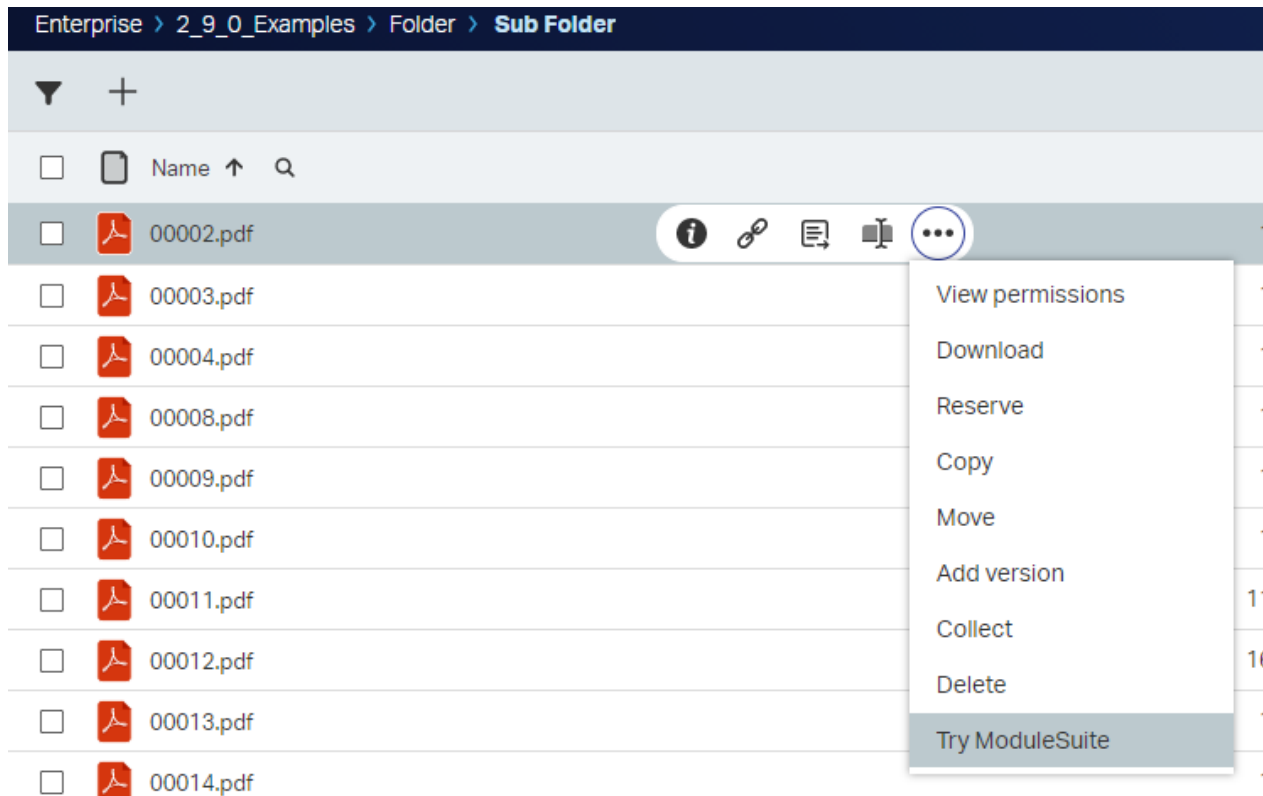 Enterprise > 2_9_0_Examples > Folder > Sub Folder
Name
00002.pdf
00003.pdf
View permissions
00004.pdf
Download
00008.pdf
Reserve
00009.pdf
Copy
00010.pdf
Move
00011.pdf
Add version
00012.pdf
Collect
00013.pdf
Delete
00014.pdf
Try ModuleSuite